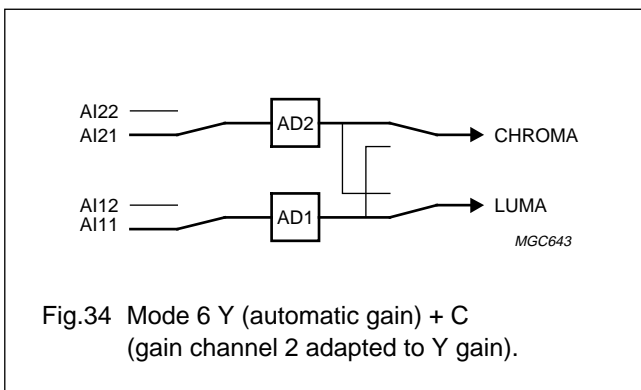 AI22
AI21
AD2
CHROMA
AI12
AI11
AD1
LUMA
MGC643
Fig.34 Mode 6 Y (automatic gain) + C
(gain channel 2 adapted to Y gain).